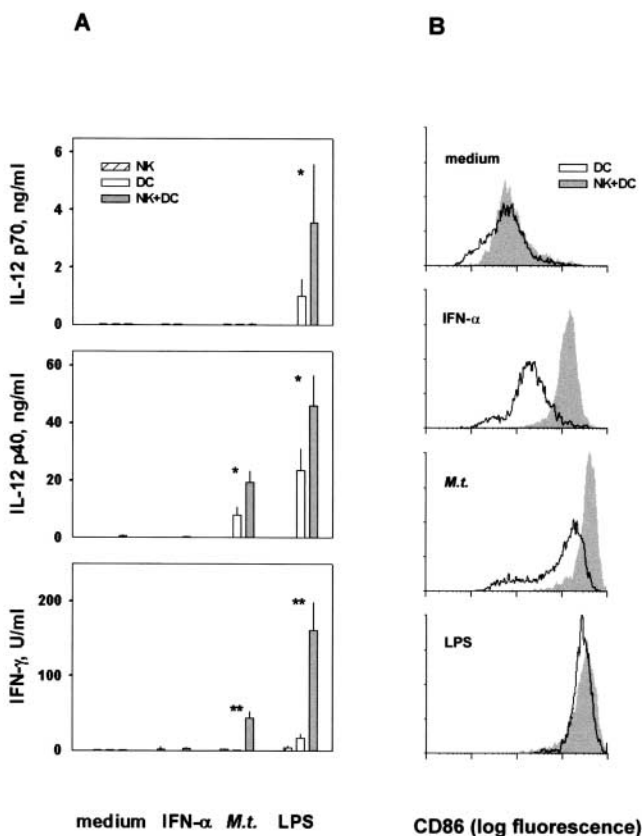 A
IL-12 p70, ng/ml
6
4
2
0
NK
DC
NK+DC
*
IL-12 p40, ng/ml
60
40
20
0
*
*
IFN-γ, U/ml
200
100
0
**
**
medium IFN-α M.t. LPS
B
medium
DC
NK+DC
IFN-α
M.t.
LPS
CD86 (log fluorescence)